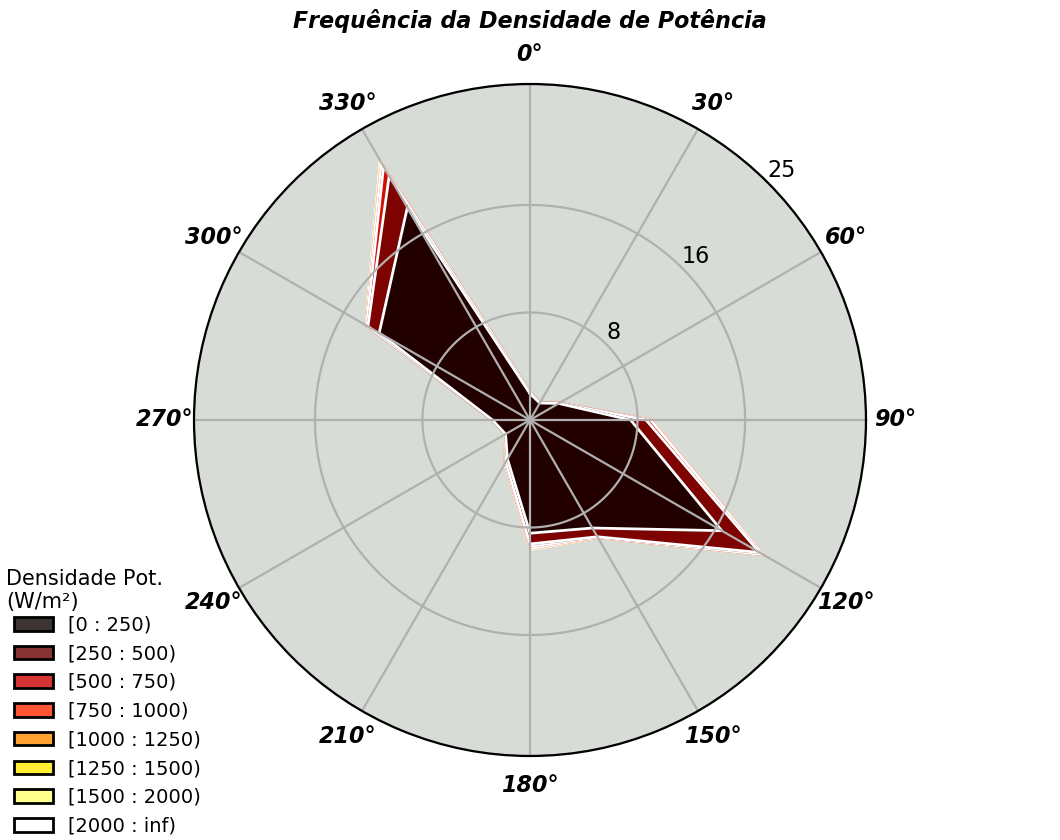 Frequência da Densidade de Potência
0°
330°
30°
25
300°
60°
16
8
270°
90°
240°
120°
210°
150°
180°
Densidade Pot.
(W/m²)
[0 : 250)
[250 : 500)
[500 : 750)
[750 : 1000)
[1000 : 1250)
[1250 : 1500)
[1500 : 2000)
[2000 : inf)